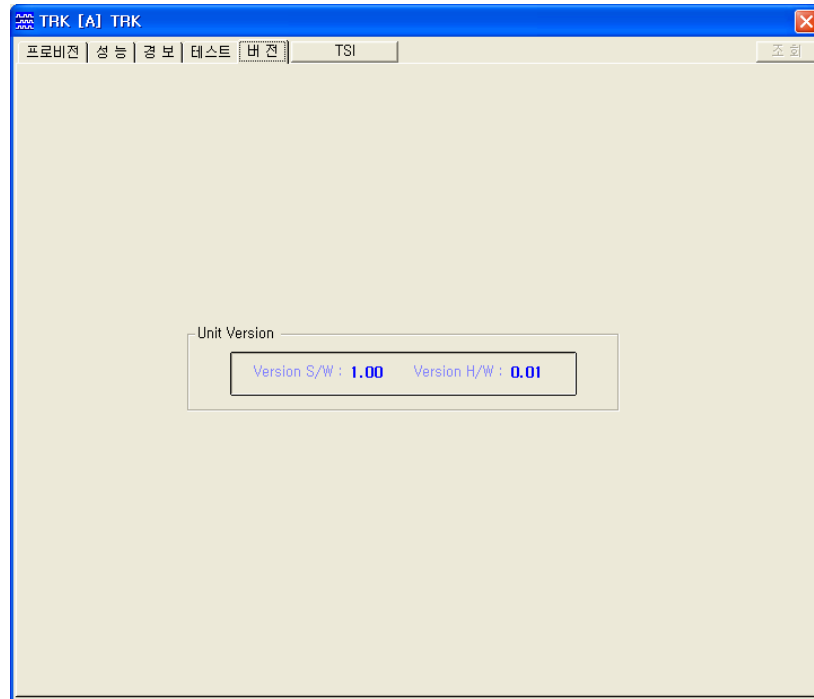 TRK [A] TRK
프로비전 성 능 경 보 테스트 버 전 TSI 조 회
Unit Version
Version S/W : 1.00 Version H/W : 0.01